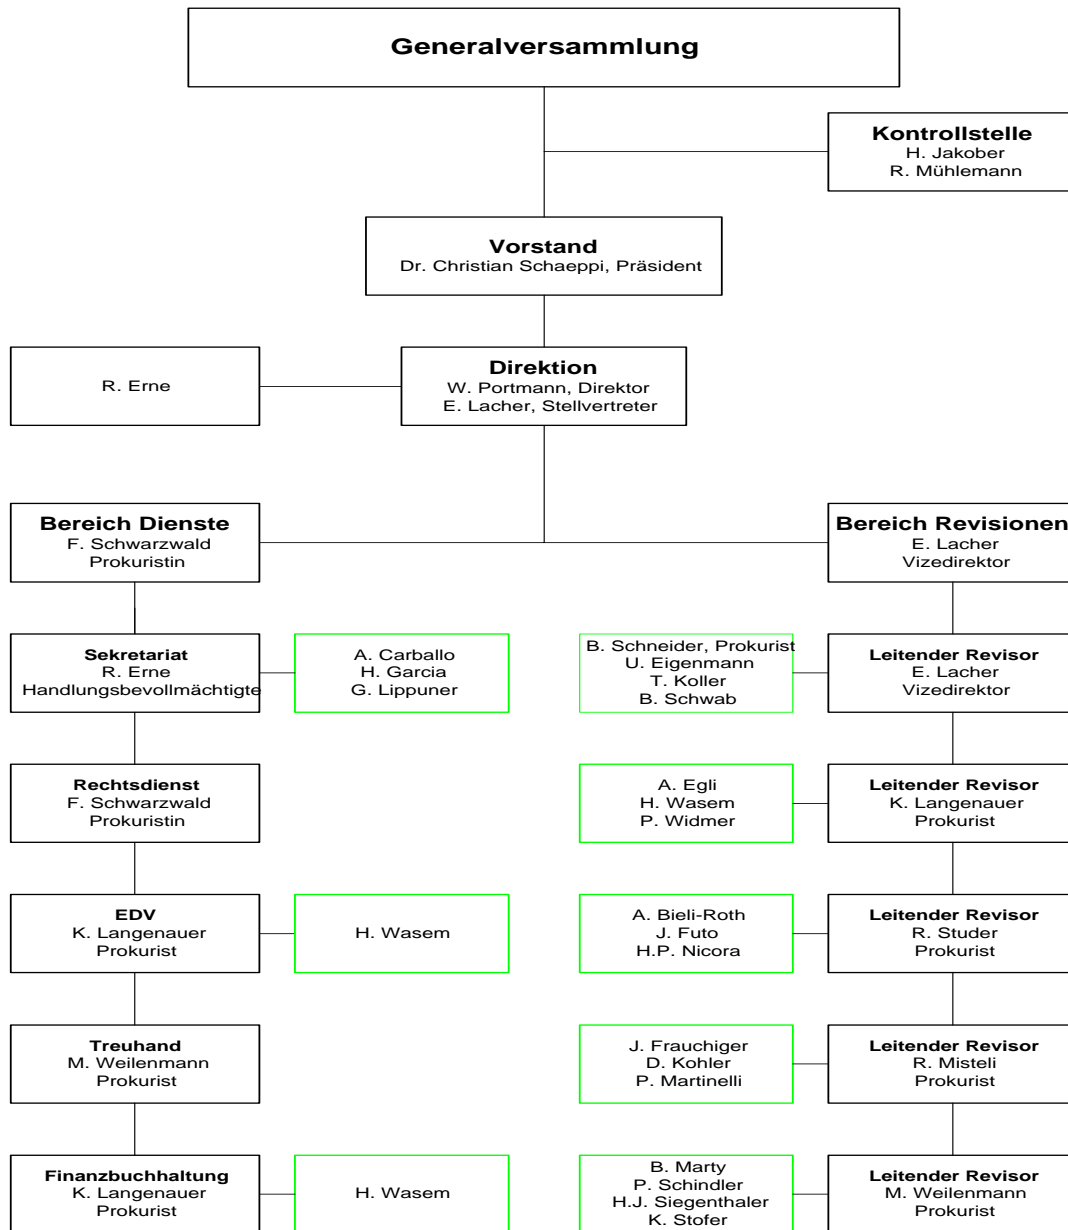 Generalversammlung
Kontrollstelle
H. Jakober
R. Mühlemann
Vorstand
Dr. Christian Schaeppi, Präsident
R. Erne
Direktion
W. Portmann, Direktor
E. Lacher, Stellvertreter
Bereich Dienste
F. Schwarzwald
Prokuristin
Bereich Revisionen
E. Lacher
Vizedirektor
Sekretariat
R. Erne
Handlungsbevollmächtigte
A. Carballo
H. Garcia
G. Lippuner
B. Schneider, Prokurist
U. Eigenmann
T. Koller
B. Schwab
Leitender Revisor
E. Lacher
Vizedirektor
Rechtsdienst
F. Schwarzwald
Prokuristin
A. Egli
H. Wasem
P. Widmer
Leitender Revisor
K. Langenauer
Prokurist
EDV
K. Langenauer
Prokurist
H. Wasem
A. Bieli-Roth
J. Futo
H.P. Nicora
Leitender Revisor
R. Studer
Prokurist
Treuhand
M. Weilenmann
Prokurist
J. Frauchiger
D. Kohler
P. Martinelli
Leitender Revisor
R. Misteli
Prokurist
Finanzbuchhaltung
K. Langenauer
Prokurist
H. Wasem
B. Marty
P. Schindler
H.J. Siegenthaler
K. Stofer
Leitender Revisor
M. Weilenmann
Prokurist